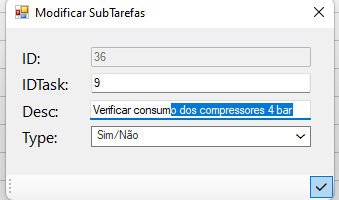 Modificar SubTarefas
ID: 36
IDTask: 9
Desc: Verificar consumo dos compressores 4 bar
Type: Sim/Não